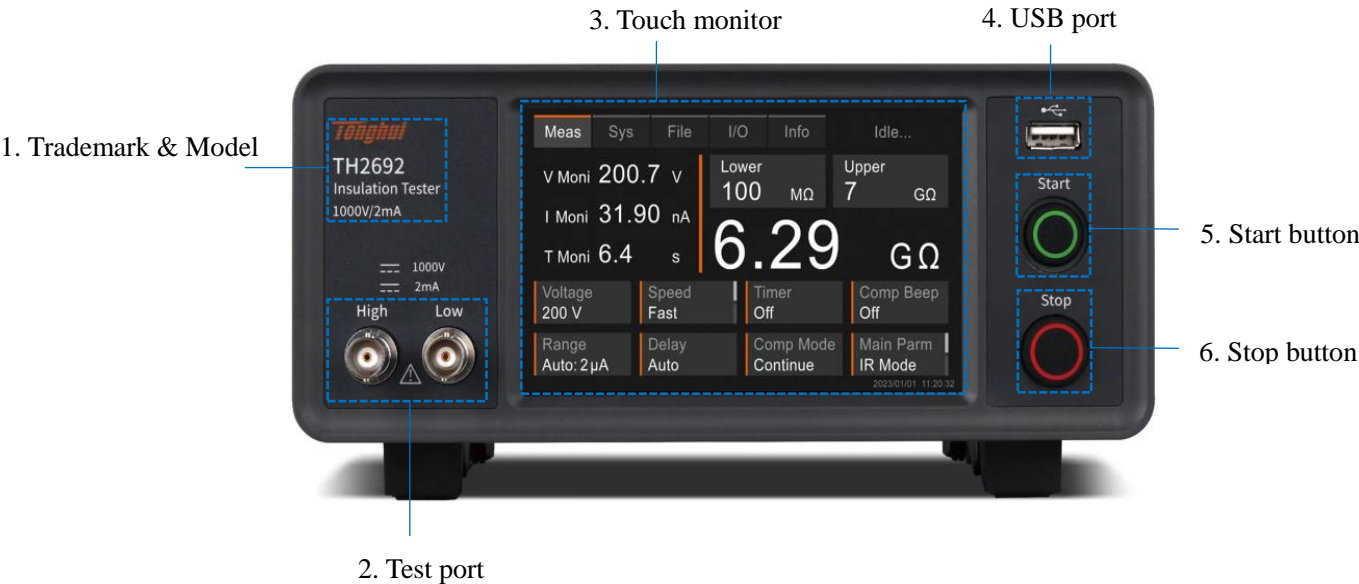 3. Touch monitor
4. USB port
1. Trademark & Model
Tonghui
TH2692
Insulation Tester
1000V/2mA
1000V
2mA
High Low
Meas Sys File I/O Info Idle...
V Moni 200.7 V
I Moni 31.90 nA
T Moni 6.4 s
Lower
100 MΩ
Upper
7 GΩ
6.29 GΩ
Voltage
200 V
Speed
Fast
Timer
Off
Comp Beep
Off
Range
Auto: 2μA
Delay
Auto
Comp Mode
Continue
Main Parm
IR Mode
2023/01/01 11:20:32
Start
Stop
5. Start button
6. Stop button
2. Test port